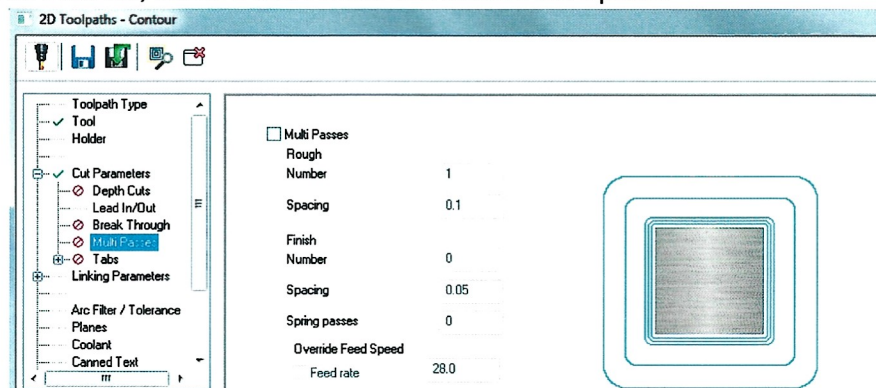 2D Toolpaths - Contour
Toolpath Type
Tool
Holder
Cut Parameters
Depth Cuts
Lead In/Out
Break Through
Multi Passes
Tabs
Linking Parameters
Arc Filter / Tolerance
Planes
Coolant
Canned Text
Multi Passes
Rough
Number 1
Spacing 0.1
Finish
Number 0
Spacing 0.05
Spring passes 0
Override Feed Speed
Feed rate 28.0